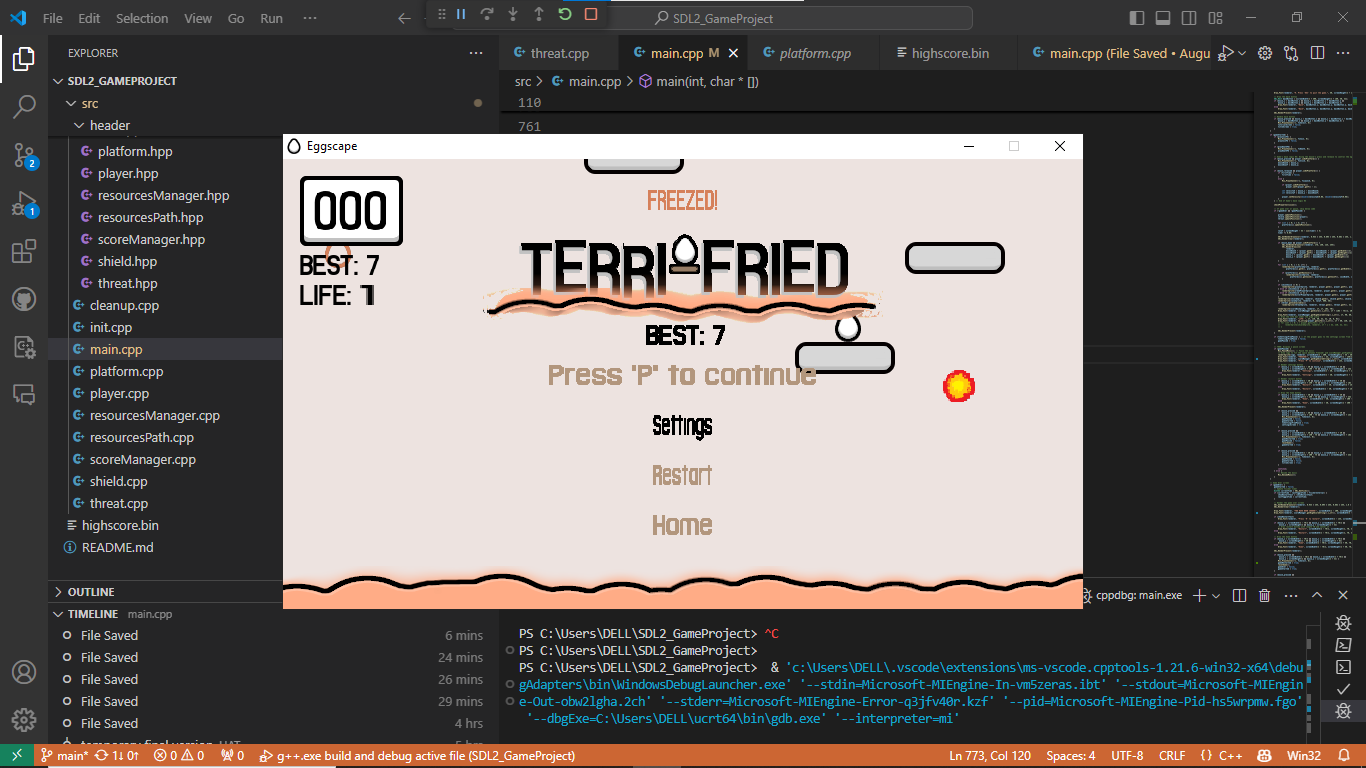 File Edit Selection View Go Run ··· SDL2_GameProject
EXPLORER
threat.cpp
main.cpp M
platform.cpp
highscore.bin
main.cpp (File Saved • Augu
SDL2_GAMEPROJECT
src > main.cpp > main(int, char * [])
src
110
header
761
platform.hpp
player.hpp
resourcesManager.hpp
resourcesPath.hpp
scoreManager.hpp
shield.hpp
threat.hpp
cleanup.cpp
init.cpp
main.cpp
platform.cpp
player.cpp
resourcesManager.cpp
resourcesPath.cpp
scoreManager.cpp
shield.cpp
threat.cpp
highscore.bin
README.md
2
1
Eggscape
000
BEST: 7
LIFE: 1
FREEZED!
TERRI FRIED
BEST: 7
Press "P" to continue
Settings
Restart
Home
OUTLINE
TIMELINE main.cpp
File Saved 6 mins
File Saved 24 mins
File Saved 26 mins
File Saved 29 mins
File Saved 4 hrs
cppdbg: main.exe
PS C:\Users\DELL\SDL2_GameProject> ^C
PS C:\Users\DELL\SDL2_GameProject>
PS C:\Users\DELL\SDL2_GameProject>  & 'c:\Users\DELL\.vscode\extensions\ms-vscode.cpptools-1.21.6-win32-x64\debu
gAdapters\bin\WindowsDebugLauncher.exe' '--stdin=Microsoft-MIEngine-In-vm5zeras.ibt' '--stdout=Microsoft-MIEngin
e-Out-obw2lgha.2ch' '--stderr=Microsoft-MIEngine-Error-q3jfv40r.kzf' '--pid=Microsoft-MIEngine-Pid-hs5wrpmw.fgo'
'--dbgExe=C:\Users\DELL\ucrt64\bin\gdb.exe' '--interpreter=mi'
main* 1↓ 0↑ 0 0 0 g++.exe build and debug active file (SDL2_GameProject)
Ln 773, Col 120 Spaces: 4 UTF-8 CRLF {} C++ Win32